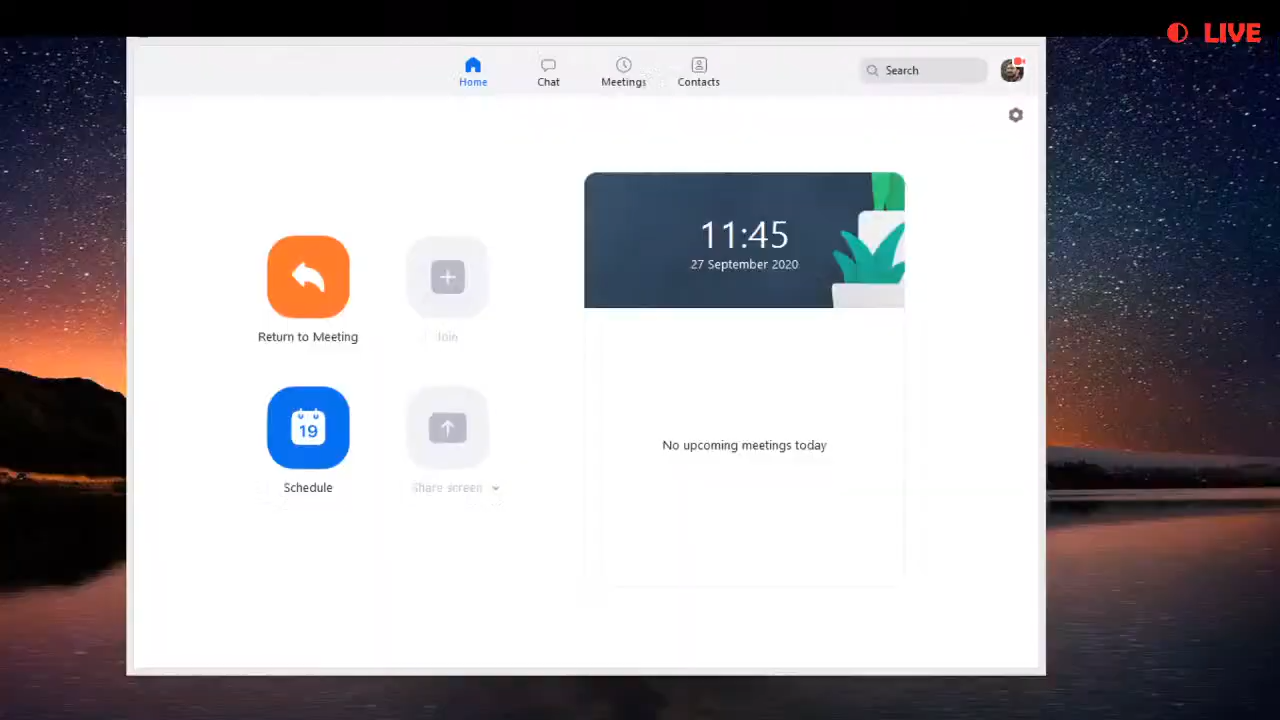 LIVE
Home
Chat
Meetings
Contacts
Search
11:45
27 September 2020
Return to Meeting
Join
19
Schedule
Share screen
No upcoming meetings today